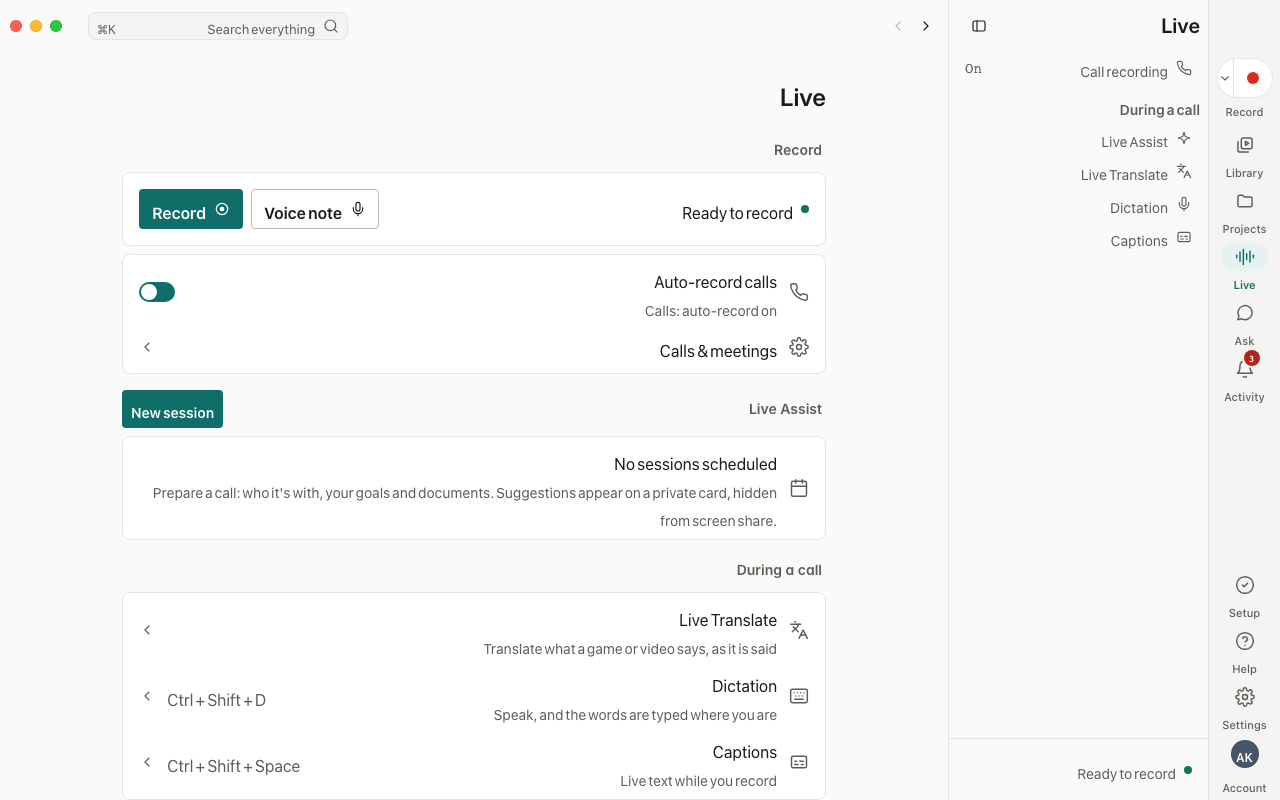 ⌘K
Search everything
Live
Record
Record
Voice note
Ready to record
Auto-record calls
Calls: auto-record on
Calls & meetings
New session
Live Assist
No sessions scheduled
Prepare a call: who it's with, your goals and documents. Suggestions appear on a private card, hidden
from screen share.
During a call
Live Translate
Translate what a game or video says, as it is said
Dictation
Ctrl+Shift+D
Speak, and the words are typed where you are
Captions
Ctrl+Shift+Space
Live text while you record
Live
On
Call recording
During a call
Live Assist
Live Translate
Dictation
Captions
Ready to record
Record
Library
Projects
Live
Ask
3
Activity
Setup
Help
Settings
AK
Account